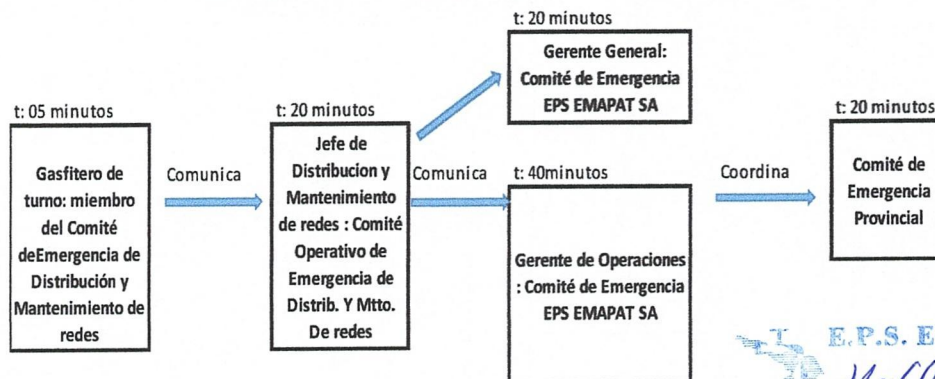 t: 05 minutos
Gasfitero de
turno: miembro
del Comité
deEmergencia de
Distribución y
Mantenimiento de
redes
Comunica
t: 20 minutos
Jefe de
Distribucion y
Mantenimiento
de redes : Comité
Operativo de
Emergencia de
Distrib. Y Mtto.
De redes
t: 20 minutos
Gerente General:
Comité de Emergencia
EPS EMAPAT SA
Comunica
t: 40minutos
Gerente de Operaciones
: Comité de Emergencia
EPS EMAPAT SA
Coordina
t: 20 minutos
Comité de
Emergencia
Provincial
E.P.S. E